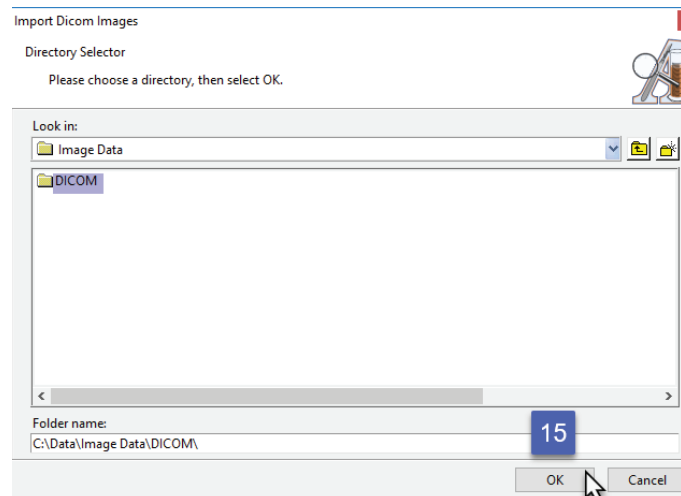 Import Dicom Images
Directory Selector
Please choose a directory, then select OK.
Look in:
Image Data
DICOM
Folder name:
C:\Data\Image Data\DICOM\
15
OK
Cancel